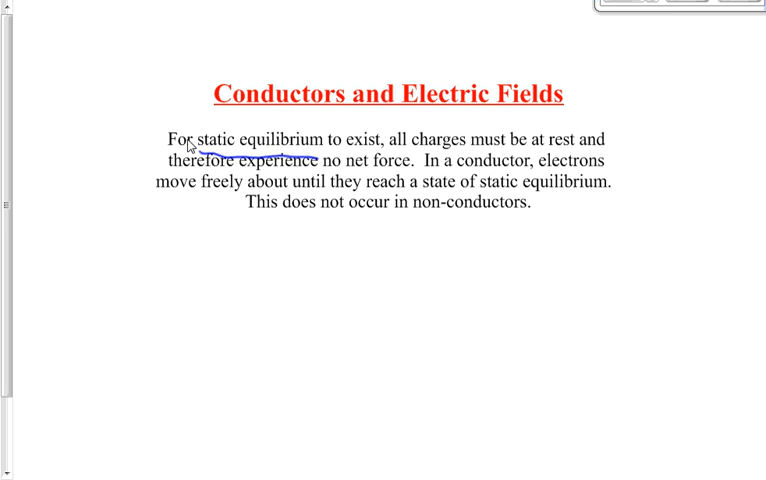 Conductors and Electric Fields
For static equilibrium to exist, all charges must be at rest and
therefore experience no net force.  In a conductor, electrons
move freely about until they reach a state of static equilibrium.
This does not occur in non-conductors.